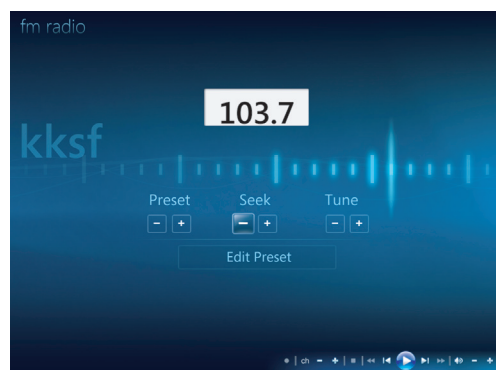 fm radio
103.7
kksf
Preset Seek Tune
- + - + - +
Edit Preset
ch - + - +